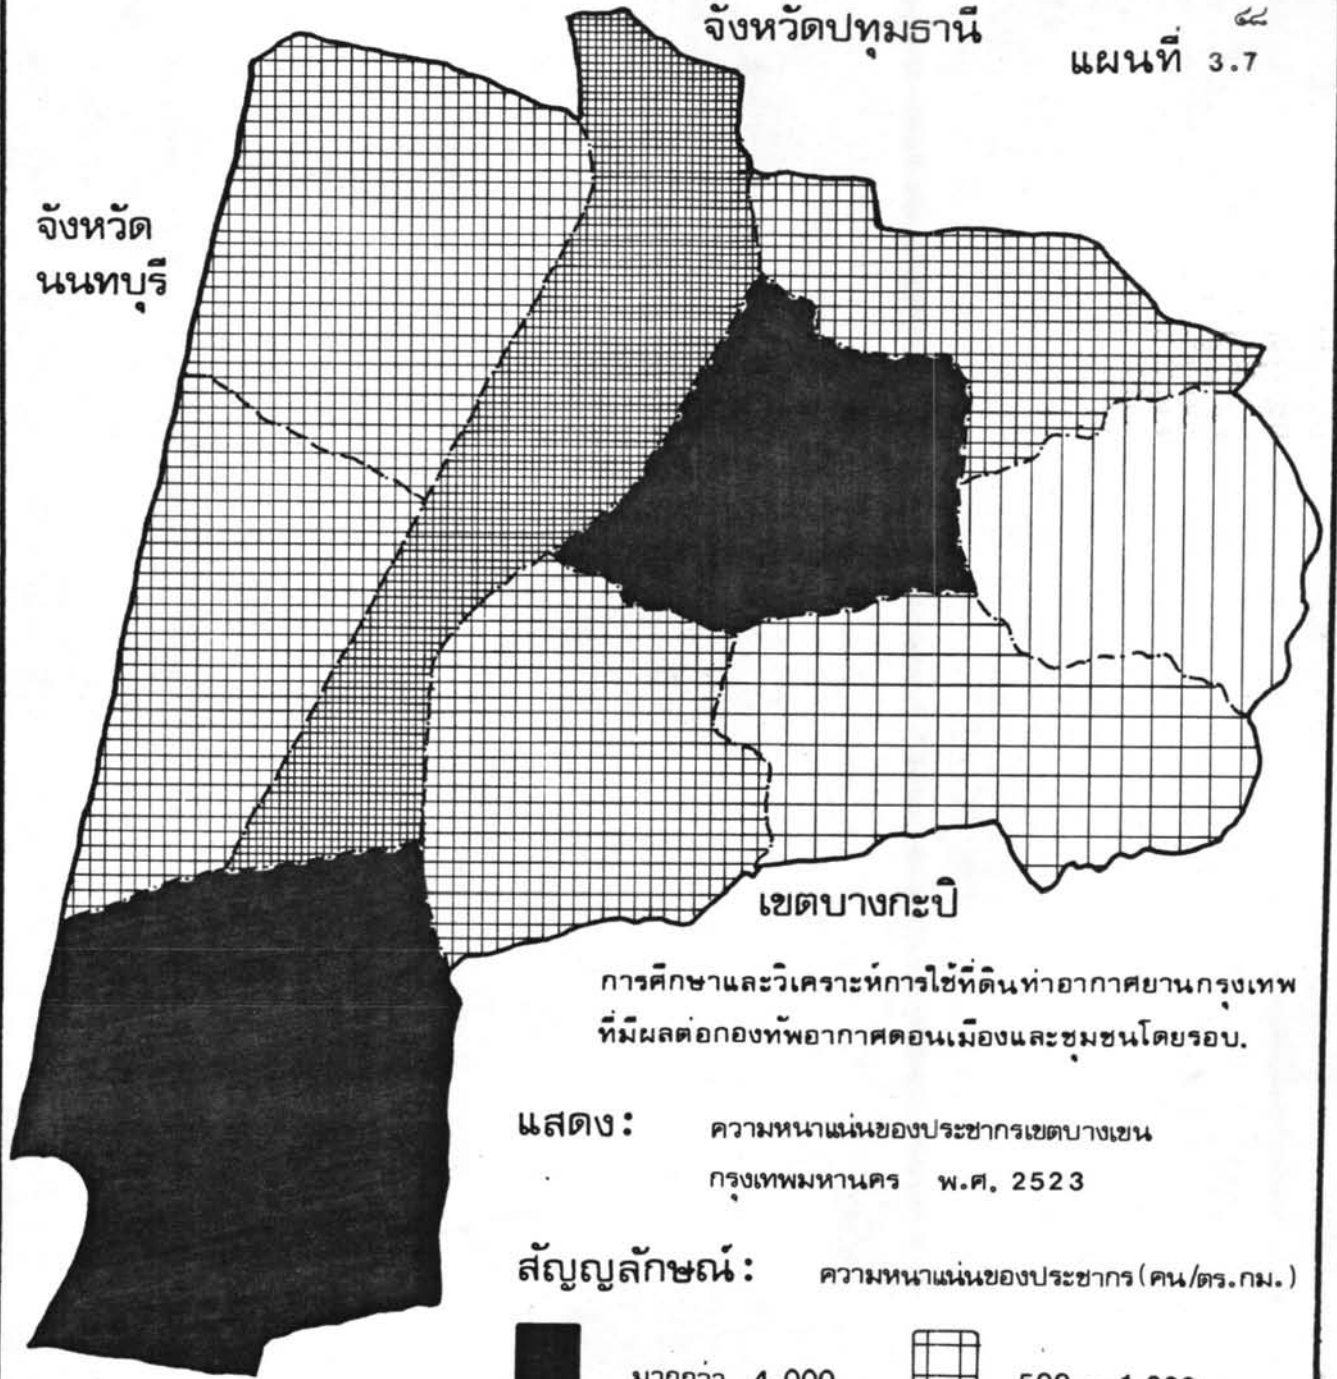 ๕๘
จังหวัดปทุมธานี
แผนที่ 3.7
จังหวัด
นนทบุรี
เขตบางกะปิ
การศึกษาและวิเคราะห์การใช้ที่ดินท่าอากาศยานกรุงเทพ
ที่มีผลต่อกองทัพอากาศดอนเมืองและชุมชนโดยรอบ.
แสดง: ความหนาแน่นของประชากรเขตบางเขน
กรุงเทพมหานคร พ.ศ. 2523
สัญญลักษณ์: ความหนาแน่นของประชากร(คน/ตร.กม.)
มากกว่า 4,000